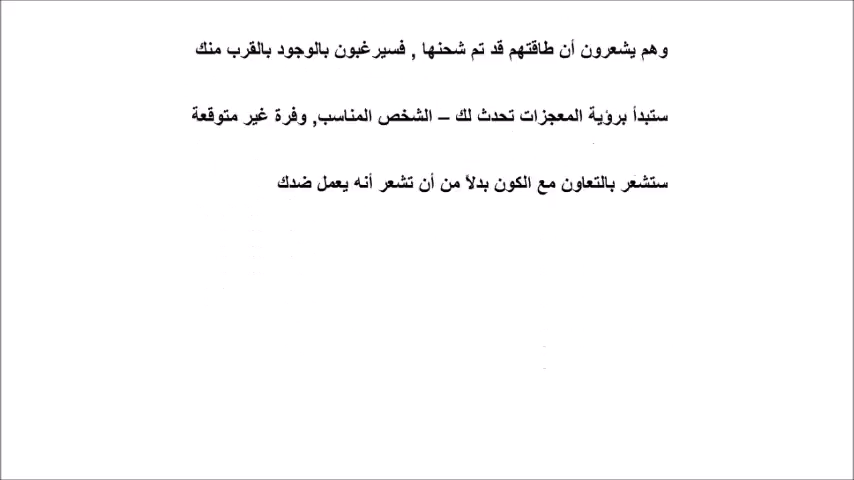 وهم يشعرون أن طاقتهم قد تم شحنها , فسيرغبون بالوجود بالقرب منك
ستبدأ برؤية المعجزات تحدث لك – الشخص المناسب, وفرة غير متوقعة
ستشعر بالتعاون مع الكون بدلاً من أن تشعر أنه يعمل ضدك